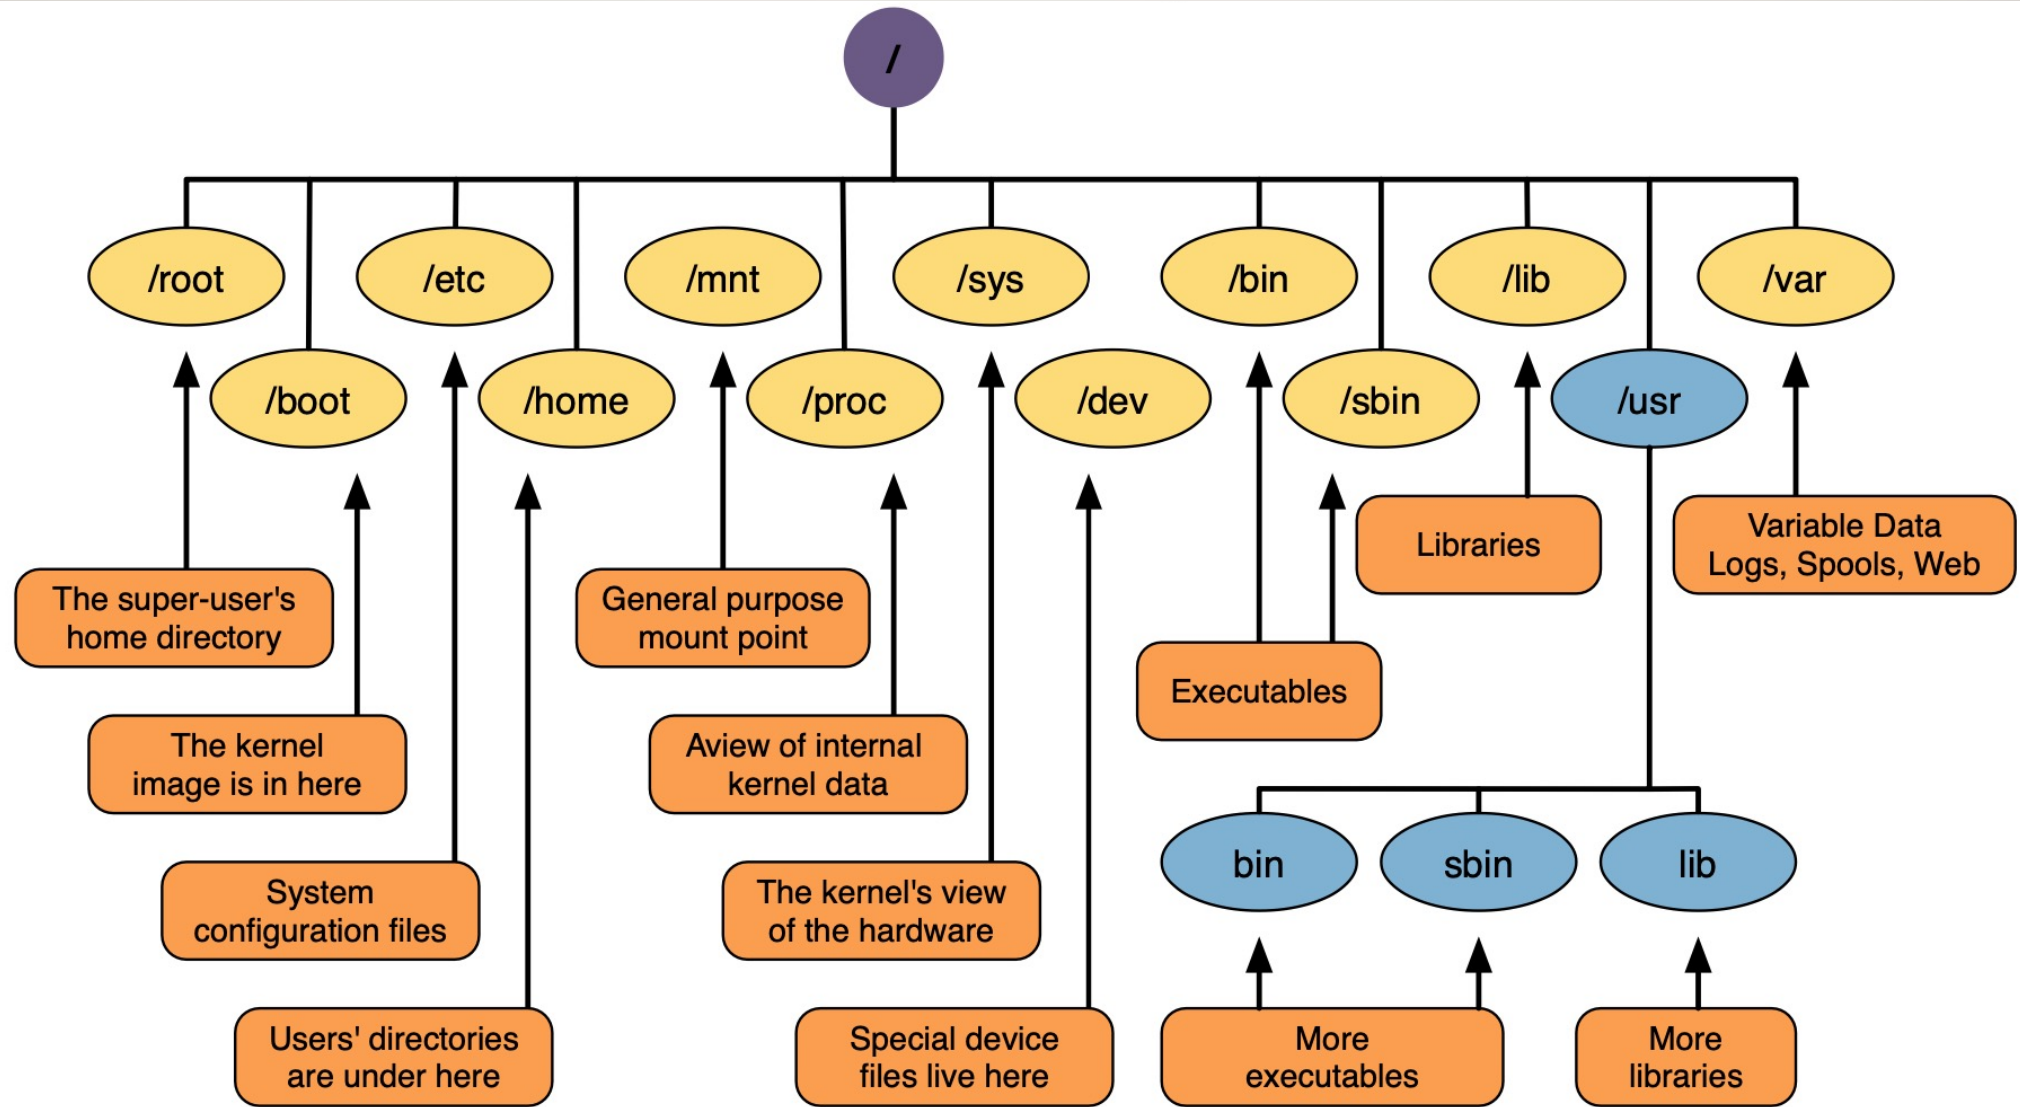 /
/root
/etc
/mnt
/sys
/bin
/lib
/var
/boot
/home
/proc
/dev
/sbin
/usr
Libraries
Variable Data
Logs, Spools, Web
The super-user's
home directory
General purpose
mount point
Executables
The kernel
image is in here
Aview of internal
kernel data
bin
sbin
lib
System
configuration files
The kernel's view
of the hardware
Users' directories
are under here
Special device
files live here
More
executables
More
libraries